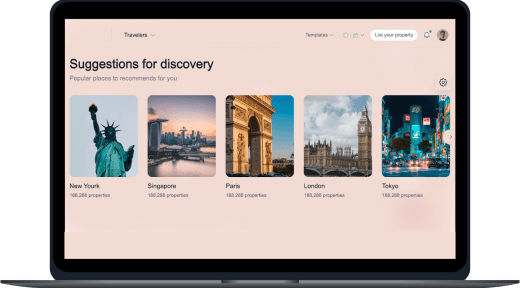 Travelers
Templates
List your property
Suggestions for discovery
Popular places to recommends for you
New Yourk
Singapore
Paris
London
Tokyo
188,288 properties
188,288 properties
188,288 properties
188,288 properties
188,288 properties